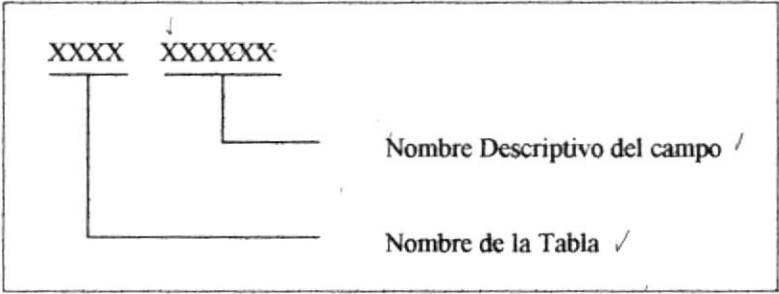 XXXX XXXXXX
Nombre Descriptivo del campo
Nombre de la Tabla